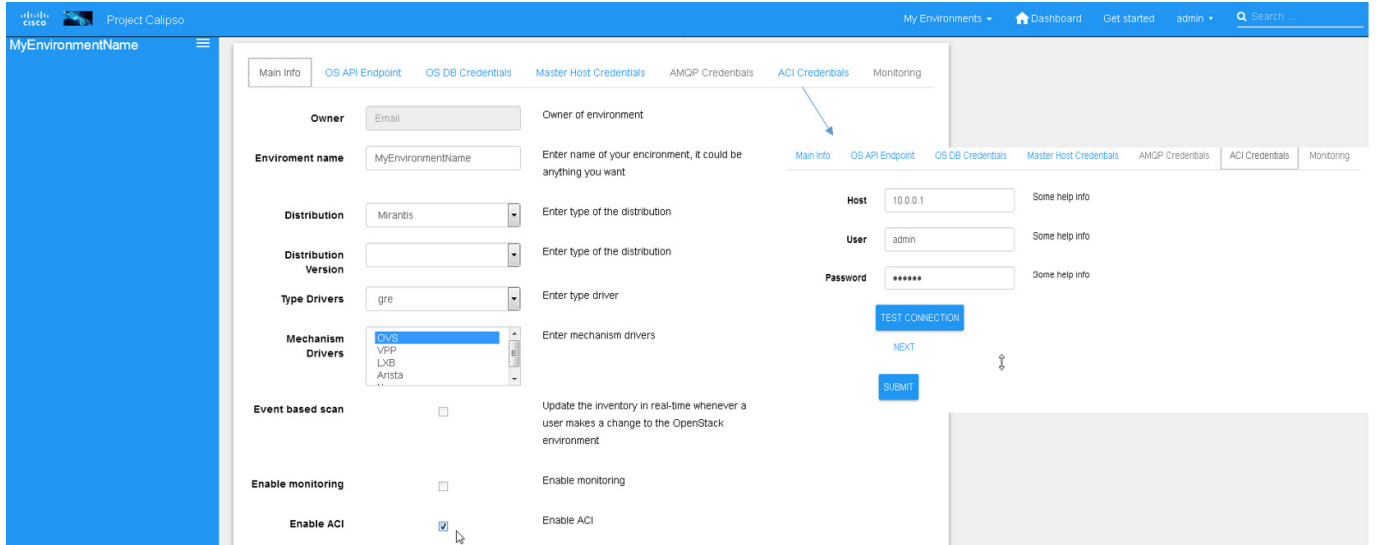 cisco Project Calipso My Environments Dashboard Get started admin Search ...
MyEnvironmentName
Main Info OS API Endpoint OS DB Credentials Master Host Credentials AMQP Credentials ACI Credentials Monitoring
Owner Email Owner of environment
Enviroment name MyEnvironmentName Enter name of your encironment, it could be
anything you want
Distribution Mirantis Enter type of the distribution
Distribution Enter type of the distribution
Version
Type Drivers gre Enter type driver
Mechanism Enter mechanism drivers
Drivers
OVS
VPP
LXB
Arista
Event based scan Update the inventory in real-time whenever a
user makes a change to the OpenStack
environment
Enable monitoring Enable monitoring
Enable ACI Enable ACI
Main Info OS API Endpoint OS DB Credentials Master Host Credentials AMQP Credentials ACI Credentials Monitoring
Host 10.0.0.1 Some help info
User admin Some help info
Password ●●●●●● Some help info
TEST CONNECTION
NEXT
SUBMIT